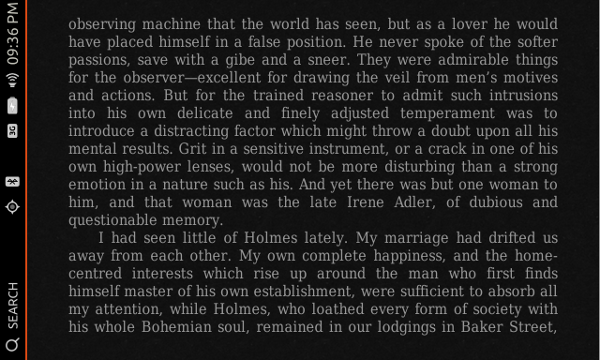 observing machine that the world has seen, but as a lover he would
have placed himself in a false position. He never spoke of the softer
passions, save with a gibe and a sneer. They were admirable things
for the observer—excellent for drawing the veil from men’s motives
and actions. But for the trained reasoner to admit such intrusions
into his own delicate and finely adjusted temperament was to
introduce a distracting factor which might throw a doubt upon all his
mental results. Grit in a sensitive instrument, or a crack in one of his
own high-power lenses, would not be more disturbing than a strong
emotion in a nature such as his. And yet there was but one woman to
him, and that woman was the late Irene Adler, of dubious and
questionable memory.
I had seen little of Holmes lately. My marriage had drifted us
away from each other. My own complete happiness, and the home-
centred interests which rise up around the man who first finds
himself master of his own establishment, were sufficient to absorb all
my attention, while Holmes, who loathed every form of society with
his whole Bohemian soul, remained in our lodgings in Baker Street,
SEARCH
3G
09:36 PM